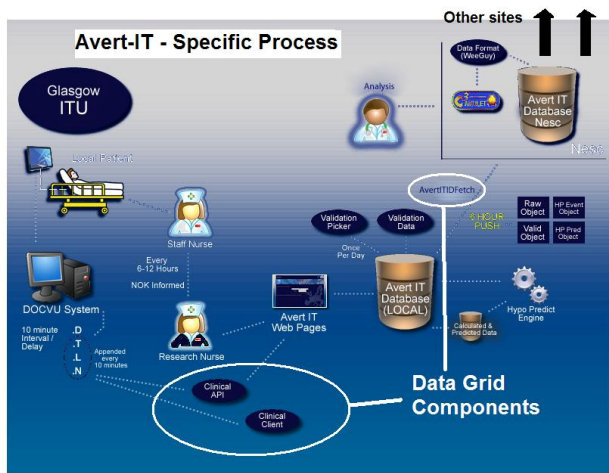 Other sites
Avert-IT - Specific Process
Data Format
(WeeGuy)
Glasgow
ITU
Analysis
Avert IT
Database
Nesc
Nesc
Local Patient
AvertITIDFetch
Validation
Picker
Validation
Data
6 HOUR
PUSH
Raw
Object
HP Event
Object
Valid
Object
HP Pred
Object
Staff Nurse
Once
Per Day
Every
6-12 Hours
NOK Informed
Avert IT
Database
(LOCAL)
DOCVU System
Avert IT
Web Pages
Hypo Predict
Engine
10 minute
Interval /
Delay
.D
.T
.L
.N
Appended
every
10 minutes
Research Nurse
Calculated &
Predicted Data
Clinical
API
Clinical
Client
Data Grid
Components